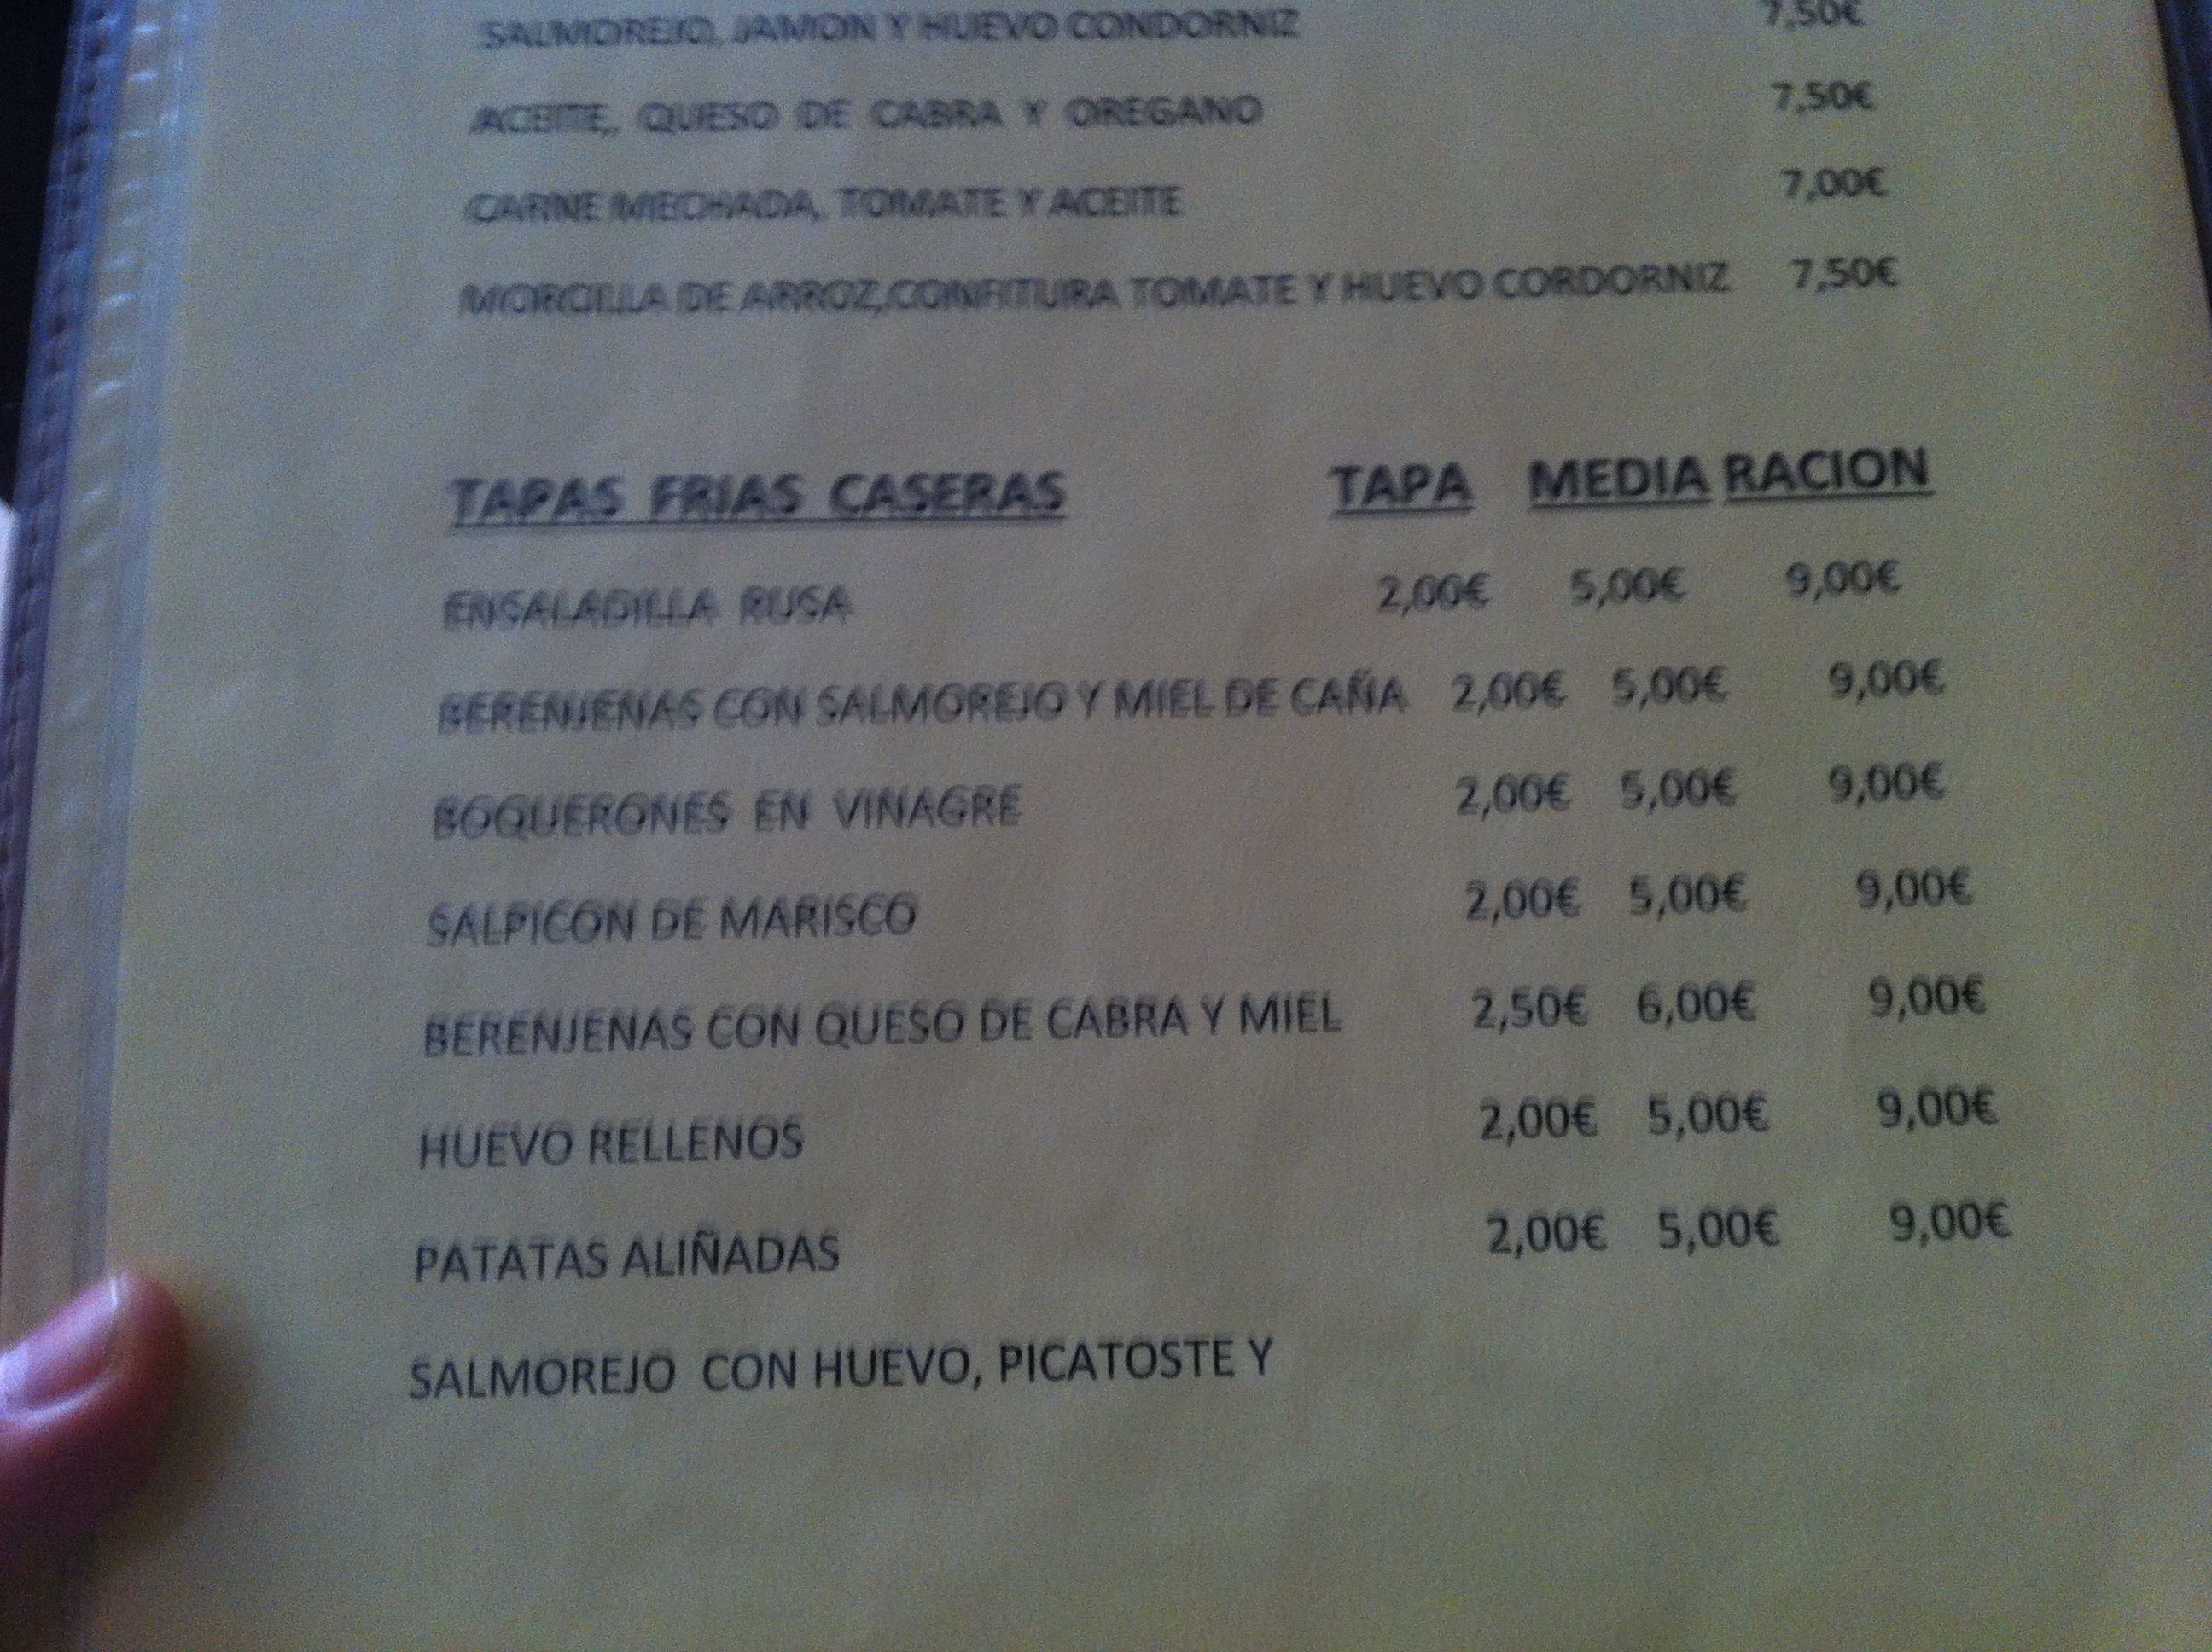 SALMOREJO, JAMON Y HUEVO CONDORNIZ 7,50€
ACEITE, QUESO DE CABRA Y OREGANO 7,50€
CARNE MECHADA, TOMATE Y ACEITE 7,00€
MORCILLA DE ARROZ,CONFITURA TOMATE Y HUEVO CORDORNIZ 7,50€
TAPAS FRIAS CASERAS TAPA MEDIA RACION
ENSALADILLA RUSA 2,00€ 5,00€ 9,00€
BERENJENAS CON SALMOREJO Y MIEL DE CAÑA 2,00€ 5,00€ 9,00€
BOQUERONES EN VINAGRE 2,00€ 5,00€ 9,00€
SALPICON DE MARISCO 2,00€ 5,00€ 9,00€
BERENJENAS CON QUESO DE CABRA Y MIEL 2,50€ 6,00€ 9,00€
HUEVO RELLENOS 2,00€ 5,00€ 9,00€
PATATAS ALIÑADAS 2,00€ 5,00€ 9,00€
SALMOREJO CON HUEVO, PICATOSTE Y